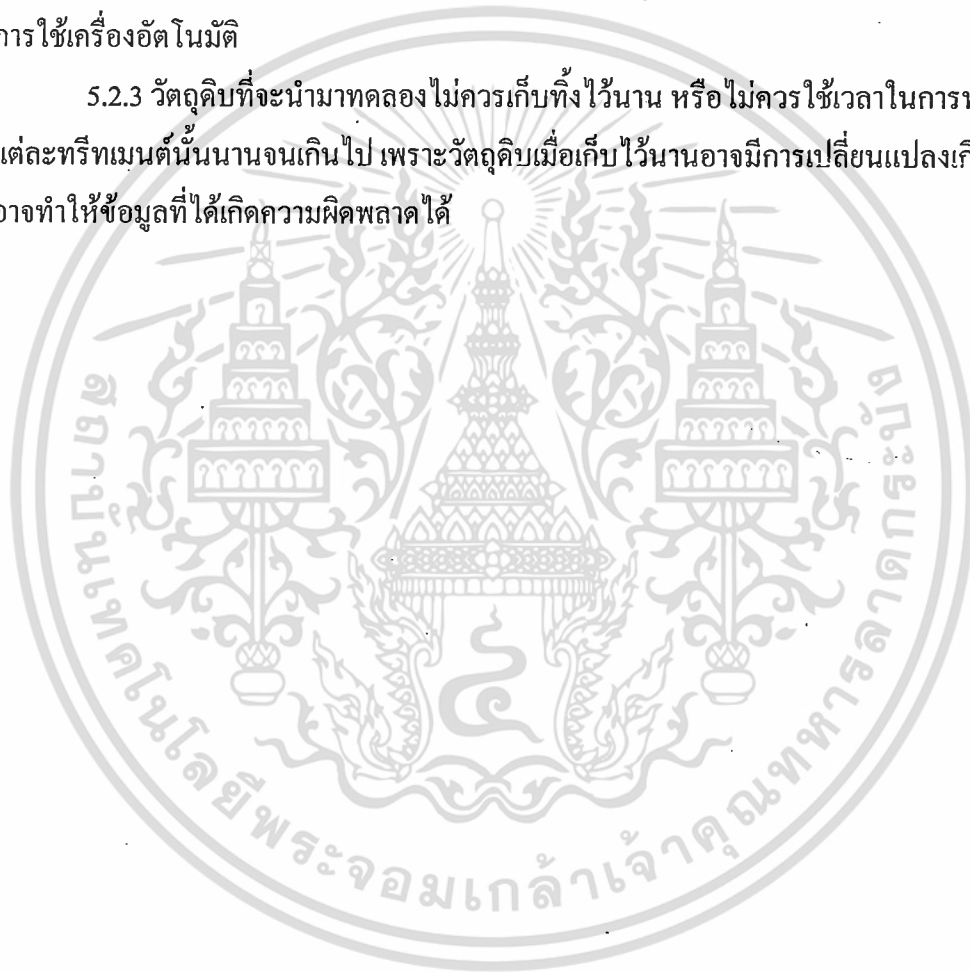 การใช้เครื่องอัตโนมัติ
5.2.3 วัตถุดิบที่จะนำมาทดลองไม่ควรเก็บทิ้งไว้นาน หรือไม่ควรใช้เวลาในการ
แต่ละทรีทเมนต์นั้นนานจนเกินไป เพราะวัตถุดิบเมื่อเก็บไว้นานอาจมีการเปลี่ยนแปลง
อาจทำให้ข้อมูลที่ได้เกิดความผิดพลาดได้
สถาบันเทคโนโลยีพระจอมเกล้าเจ้าคุณทหารลาดกระบัง